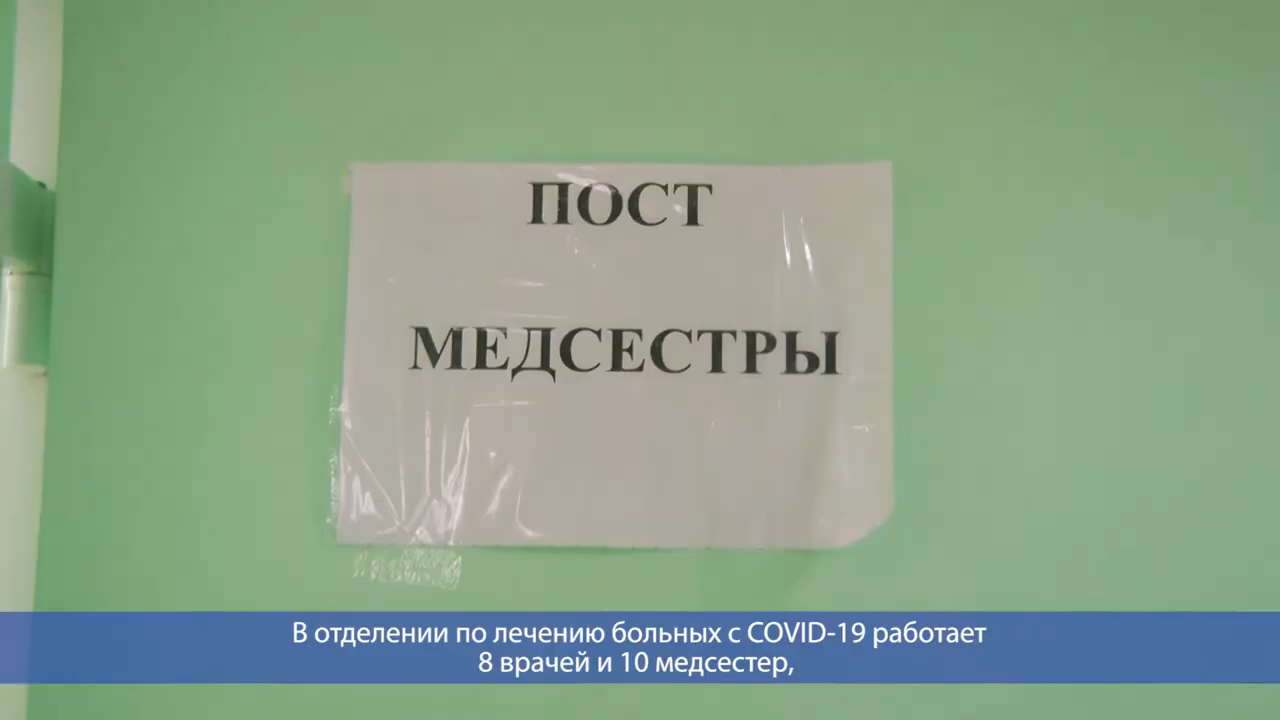 ПОСТ
МЕДСЕСТРЫ
В отделении по лечению больных с COVID-19 работает
8 врачей и 10 медсестер,